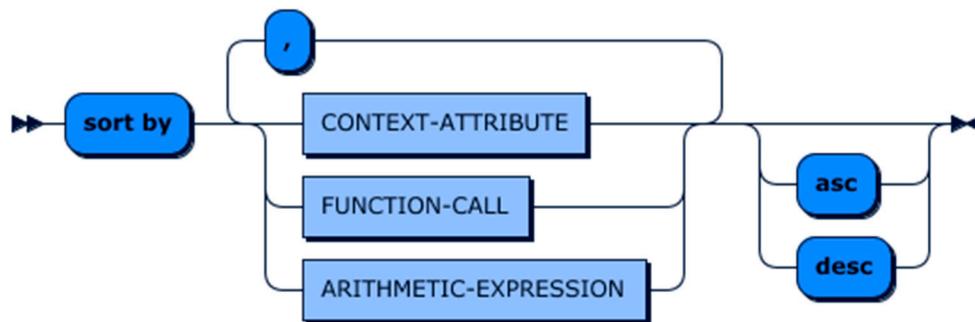 ,
sort by
CONTEXT-ATTRIBUTE
FUNCTION-CALL
ARITHMETIC-EXPRESSION
asc
desc